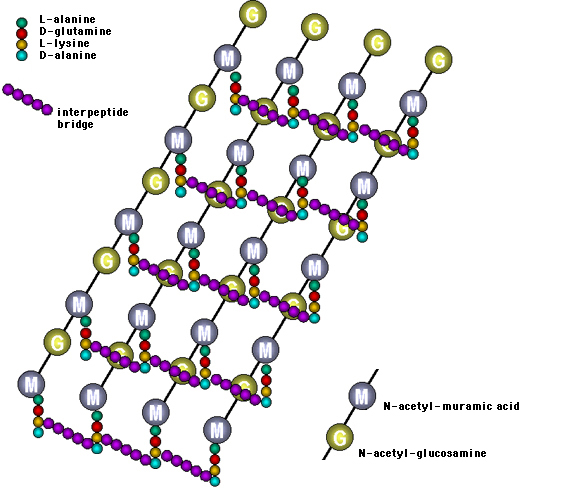 L-alanine
D-glutamine
L-lysine
D-alanine
interpeptide
bridge
G G G G
M M M M
G G G G
M M M M
G G G G
M M M M
G G G G
M M M M
G G G G
M M M M
M N-acetyl-muramic acid
G N-acetyl-glucosamine